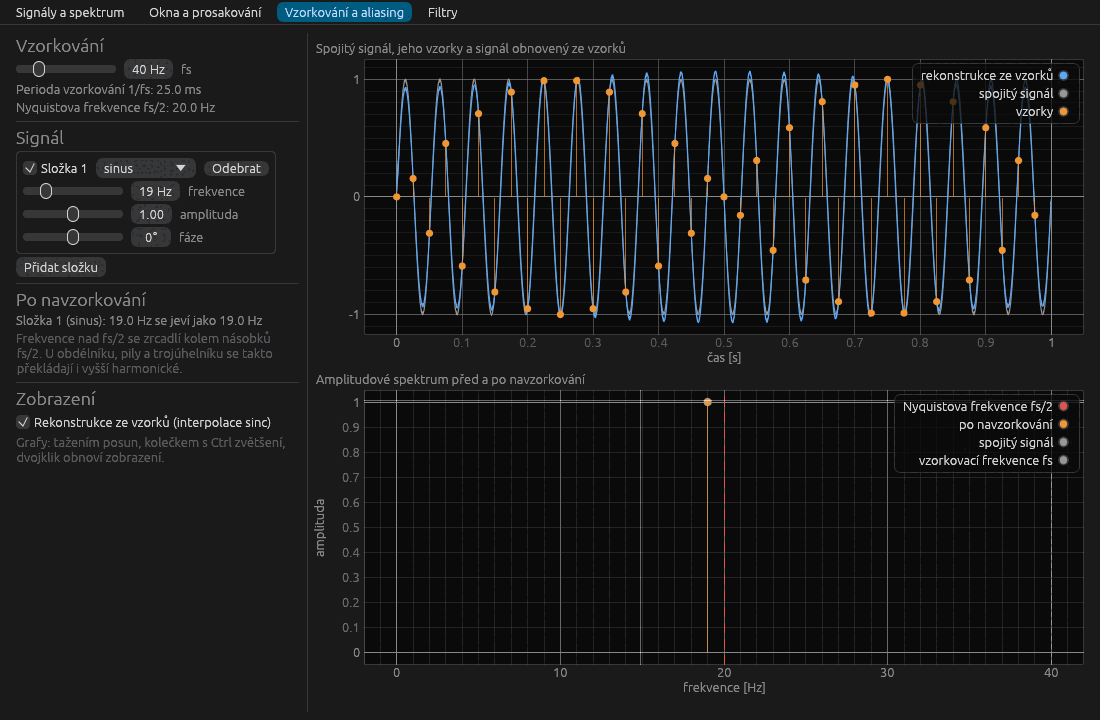 Signály a spektrum
Okna a prosakování
Vzorkování a aliasing
Filtry
Vzorkování
40 Hz fs
Perioda vzorkování 1/fs: 25.0 ms
Nyquistova frekvence fs/2: 20.0 Hz
Signál
Složka 1 sinus Odebrat
19 Hz frekvence
1.00 amplituda
0° fáze
Přidat složku
Po navzorkování
Složka 1 (sinus): 19.0 Hz se jeví jako 19.0 Hz
Frekvence nad fs/2 se zrcadlí kolem násobků
fs/2. U obdélníku, pily a trojúhelníku se takto
překládají i vyšší harmonické.
Zobrazení
Rekonstrukce ze vzorků (interpolace sinc)
Grafy: tažením posun, kolečkem s Ctrl zvětšení,
dvojklik obnoví zobrazení.
Spojitý signál, jeho vzorky a signál obnovený ze vzorků
rekonstrukce ze vzorků
spojitý signál
vzorky
1
0
-1
0 0.1 0.2 0.3 0.4 0.5 0.6 0.7 0.8 0.9 1
čas [s]
Amplitudové spektrum před a po navzorkování
Nyquistova frekvence fs/2
po navzorkování
spojitý signál
vzorkovací frekvence fs
1
0.9
0.8
0.7
0.6
0.5
0.4
0.3
0.2
0.1
0
amplituda
0 10 20 30 40
frekvence [Hz]